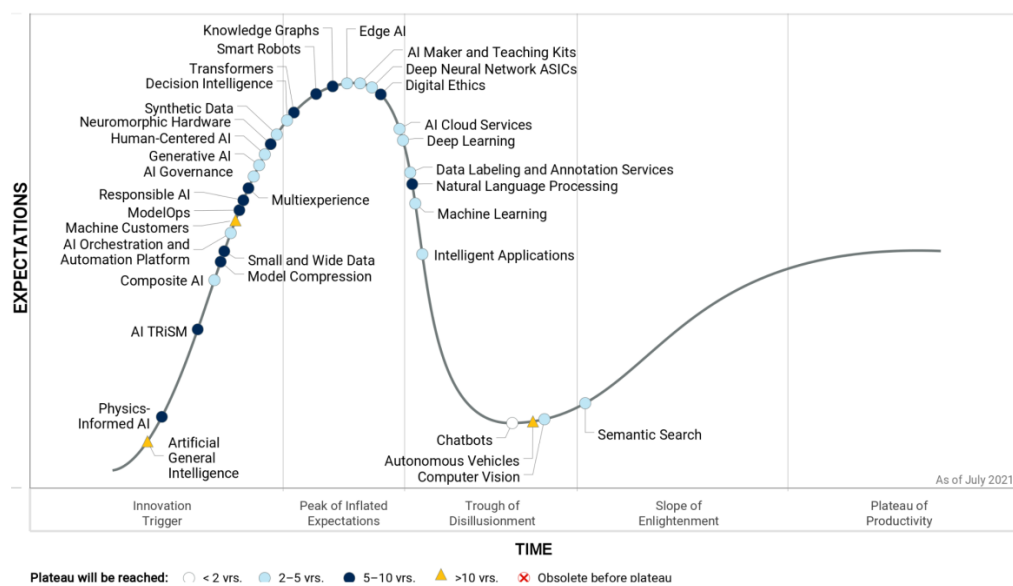 EXPECTATIONS
Knowledge Graphs
Smart Robots
Transformers
Decision Intelligence
Synthetic Data
Neuromorphic Hardware
Human-Centered AI
Generative AI
AI Governance
Responsible AI
ModelOps
Machine Customers
AI Orchestration and
Automation Platform
Composite AI
AI TRiSM
Physics-
Informed AI
Artificial
General
Intelligence
Multiexperience
Small and Wide Data
Model Compression
Edge AI
AI Maker and Teaching Kits
Deep Neural Network ASICs
Digital Ethics
AI Cloud Services
Deep Learning
Data Labeling and Annotation Services
Natural Language Processing
Machine Learning
Intelligent Applications
Chatbots
Autonomous Vehicles
Computer Vision
Semantic Search
As of July 2021
Innovation
Trigger
Peak of Inflated
Expectations
Trough of
Disillusionment
Slope of
Enlightenment
Plateau of
Productivity
TIME
Plateau will be reached: < 2 yrs. 2–5 yrs. 5–10 yrs. >10 yrs. Obsolete before plateau